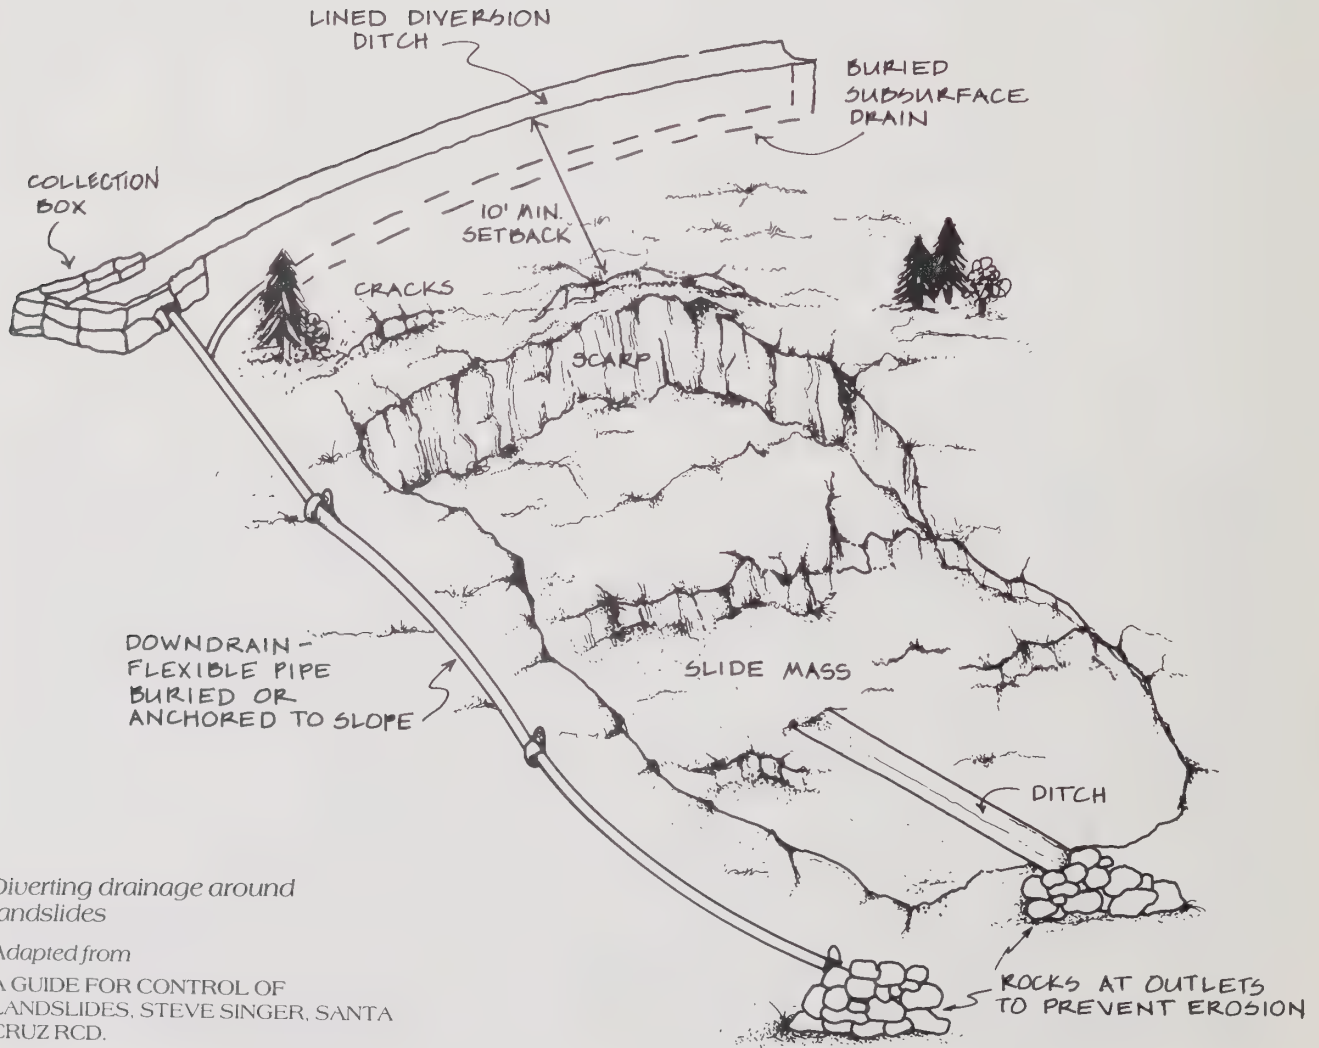 LINED DIVERSION
DITCH
BURIED
SUBSURFACE
DRAIN
COLLECTION
BOX
10' MIN.
SETBACK
CRACKS
SCARP
DOWNDRAIN –
FLEXIBLE PIPE
BURIED OR
ANCHORED TO SLOPE
SLIDE MASS
DITCH
ROCKS AT OUTLETS
TO PREVENT EROSION
Diverting drainage around
landslides
Adapted from
A GUIDE FOR CONTROL OF
LANDSLIDES, STEVE SINGER, SANTA
CRUZ RCD.